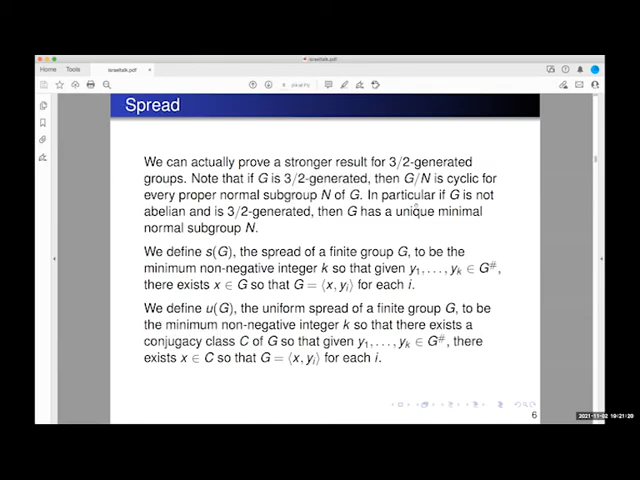 israeltalk.pdf
Home Tools israeltalk.pdf ×
Spread
We can actually prove a stronger result for 3/2-generated
groups. Note that if G is 3/2-generated, then G/N is cyclic for
every proper normal subgroup N of G. In particular if G is not
abelian and is 3/2-generated, then G has a unique minimal
normal subgroup N.
We define s(G), the spread of a finite group G, to be the
minimum non-negative integer k so that given y₁, . . . , yₖ ∈ G^#,
there exists x ∈ G so that G = ⟨x, yᵢ⟩ for each i.
We define u(G), the uniform spread of a finite group G, to be
the minimum non-negative integer k so that there exists a
conjugacy class C of G so that given y₁, . . . , yₖ ∈ G^#, there
exists x ∈ C so that G = ⟨x, yᵢ⟩ for each i.
6
2021-11-02 19:21:20